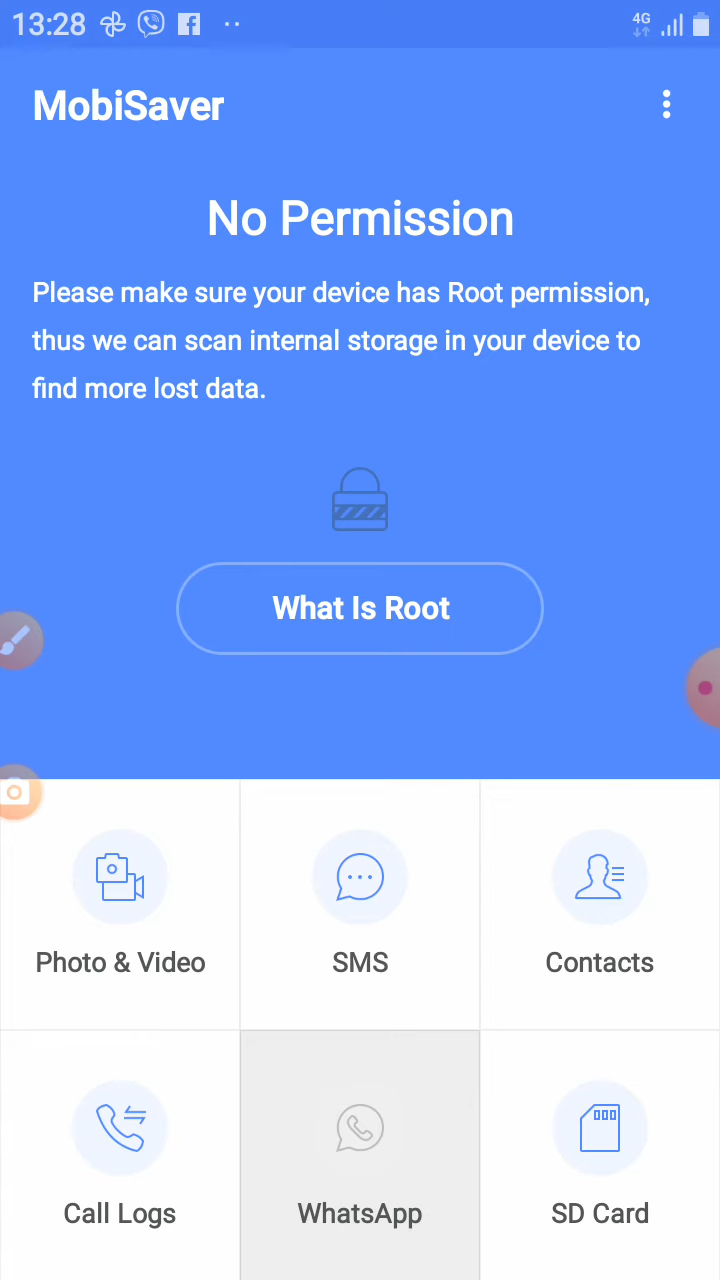 13:28
4G
MobiSaver
No Permission
Please make sure your device has Root permission,
thus we can scan internal storage in your device to
find more lost data.
What Is Root
Photo & Video
SMS
Contacts
Call Logs
WhatsApp
SD Card